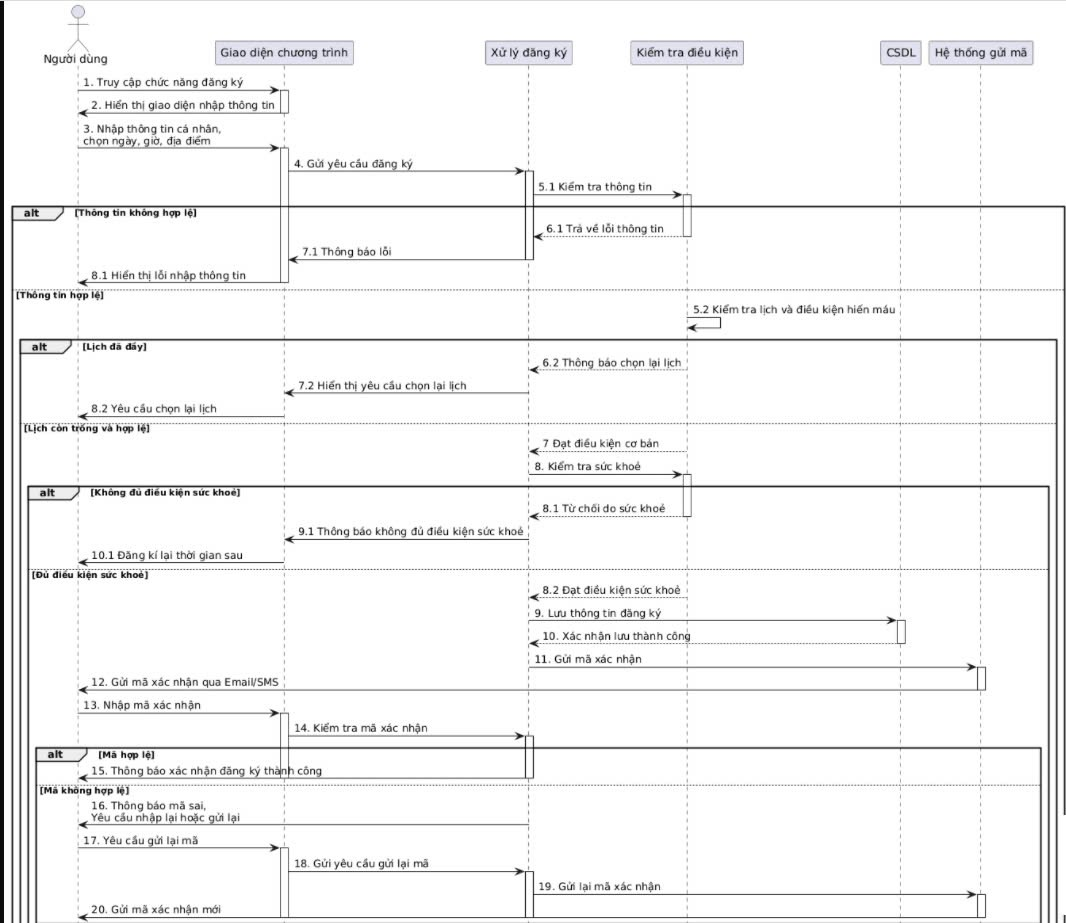 Người dùng
Giao diện chương trình
Xử lý đăng ký
Kiểm tra điều kiện
CSDL
Hệ thống gửi mã
1. Truy cập chức năng đăng ký
2. Hiển thị giao diện nhập thông tin
3. Nhập thông tin cá nhân,
chọn ngày, giờ, địa điểm
4. Gửi yêu cầu đăng ký
5.1 Kiểm tra thông tin
alt
[Thông tin không hợp lệ]
6.1 Trả về lỗi thông tin
7.1 Thông báo lỗi
8.1 Hiển thị lỗi nhập thông tin
[Thông tin hợp lệ]
5.2 Kiểm tra lịch và điều kiện hiến máu
alt
[Lịch đã đầy]
6.2 Thông báo chọn lại lịch
7.2 Hiển thị yêu cầu chọn lại lịch
8.2 Yêu cầu chọn lại lịch
[Lịch còn trống và hợp lệ]
7 Đạt điều kiện cơ bản
8. Kiểm tra sức khoẻ
alt
[Không đủ điều kiện sức khoẻ]
8.1 Từ chối do sức khoẻ
9.1 Thông báo không đủ điều kiện sức khoẻ
10.1 Đăng kí lại thời gian sau
[Đủ điều kiện sức khoẻ]
8.2 Đạt điều kiện sức khoẻ
9. Lưu thông tin đăng ký
10. Xác nhận lưu thành công
11. Gửi mã xác nhận
12. Gửi mã xác nhận qua Email/SMS
13. Nhập mã xác nhận
14. Kiểm tra mã xác nhận
alt
[Mã hợp lệ]
15. Thông báo xác nhận đăng ký thành công
[Mã không hợp lệ]
16. Thông báo mã sai,
Yêu cầu nhập lại hoặc gửi lại
17. Yêu cầu gửi lại mã
18. Gửi yêu cầu gửi lại mã
19. Gửi lại mã xác nhận
20. Gửi mã xác nhận mới